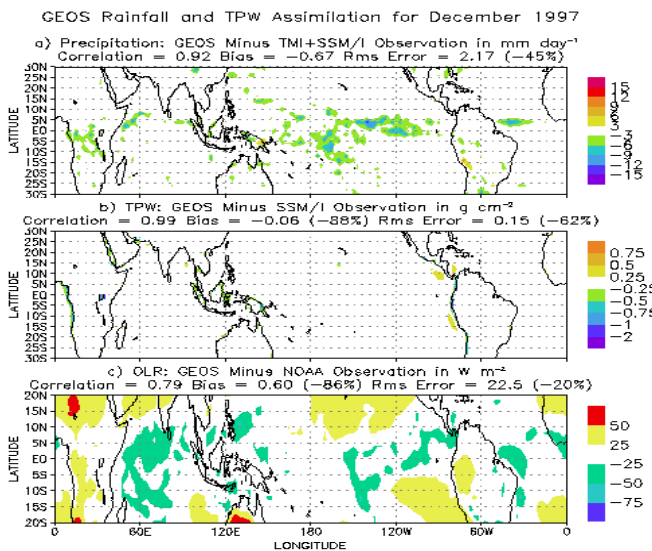 GEOS Rainfall and TPW Assimilation for December 1997
a) Precipitation: GEOS Minus TMI+SSM/I Observation in mm day⁻¹
Correlation = 0.92 Bias = −0.67 Rms Error = 2.17 (−45%)
30N
25N
20N
15N
10N
5N
EQ
5S
10S
15S
20S
25S
30S
LATITUDE
15
12
9
6
3
−3
−6
−9
−12
−15
b) TPW: GEOS Minus SSM/I Observation in g cm⁻²
Correlation = 0.99 Bias = −0.06 (−88%) Rms Error = 0.15 (−62%)
30N
25N
20N
15N
10N
5N
EQ
5S
10S
15S
20S
25S
30S
LATITUDE
0.75
0.5
0.25
−0.25
−0.5
−0.75
−1
−2
c) OLR: GEOS Minus NOAA Observation in W m⁻²
Correlation = 0.79 Bias = 0.60 (−86%) Rms Error = 22.5 (−20%)
20N
15N
10N
5N
EQ
5S
10S
15S
20S
LATITUDE
50
25
−25
−50
−75
0 60E 120E 180 120W 60W 0
LONGITUDE